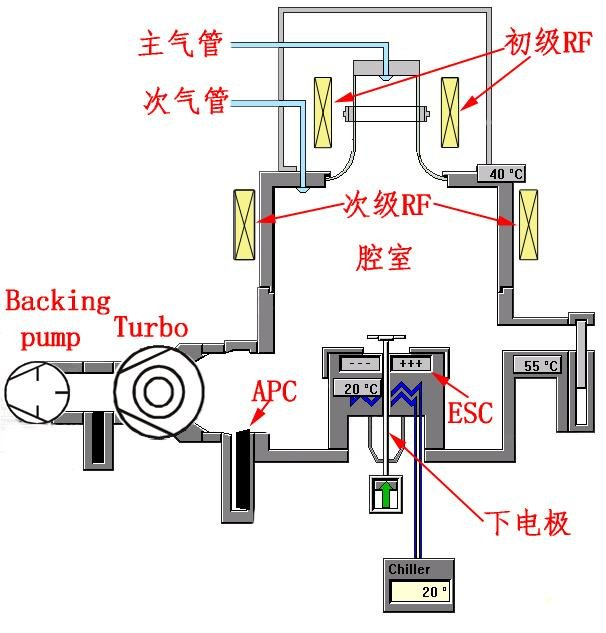 主气管
初级RF
次气管
40 °C
次级RF
腔室
Backing
pump
Turbo
---
+++
20 °C
55 °C
APC
ESC
下电极
Chiller
20 °